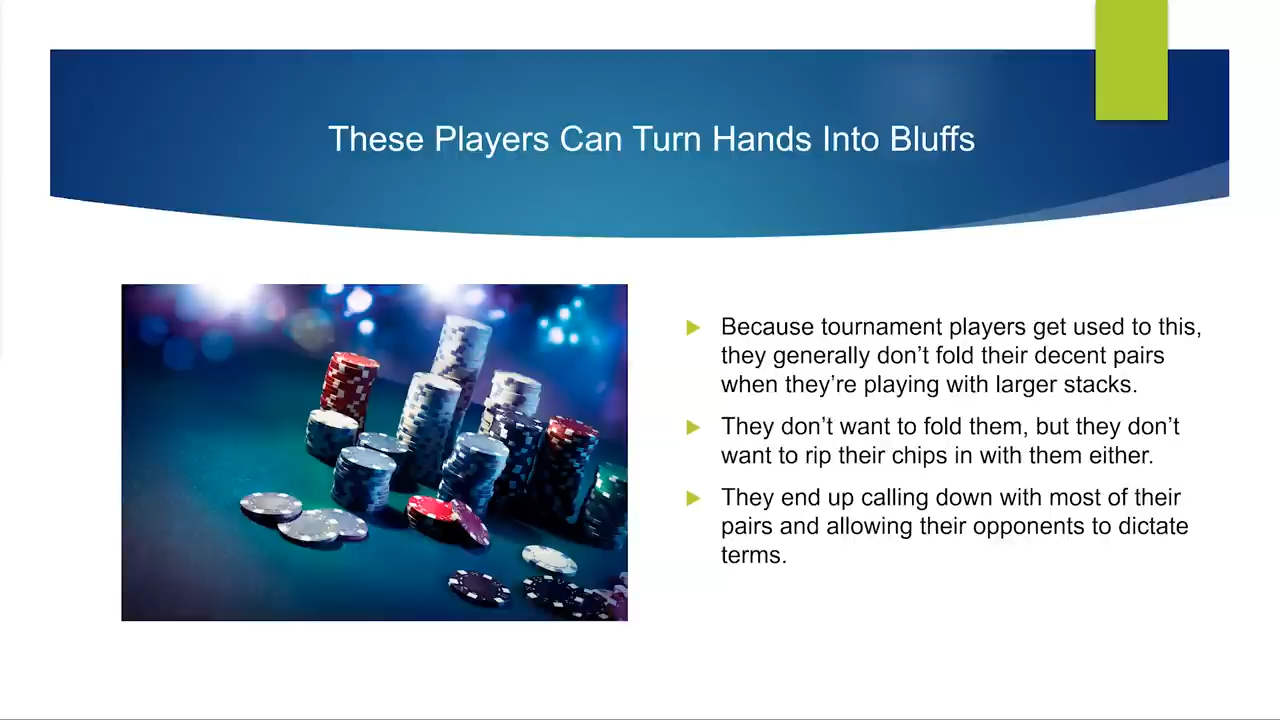 These Players Can Turn Hands Into Bluffs
Because tournament players get used to this,
they generally don’t fold their decent pairs
when they’re playing with larger stacks.
They don’t want to fold them, but they don’t
want to rip their chips in with them either.
They end up calling down with most of their
pairs and allowing their opponents to dictate
terms.